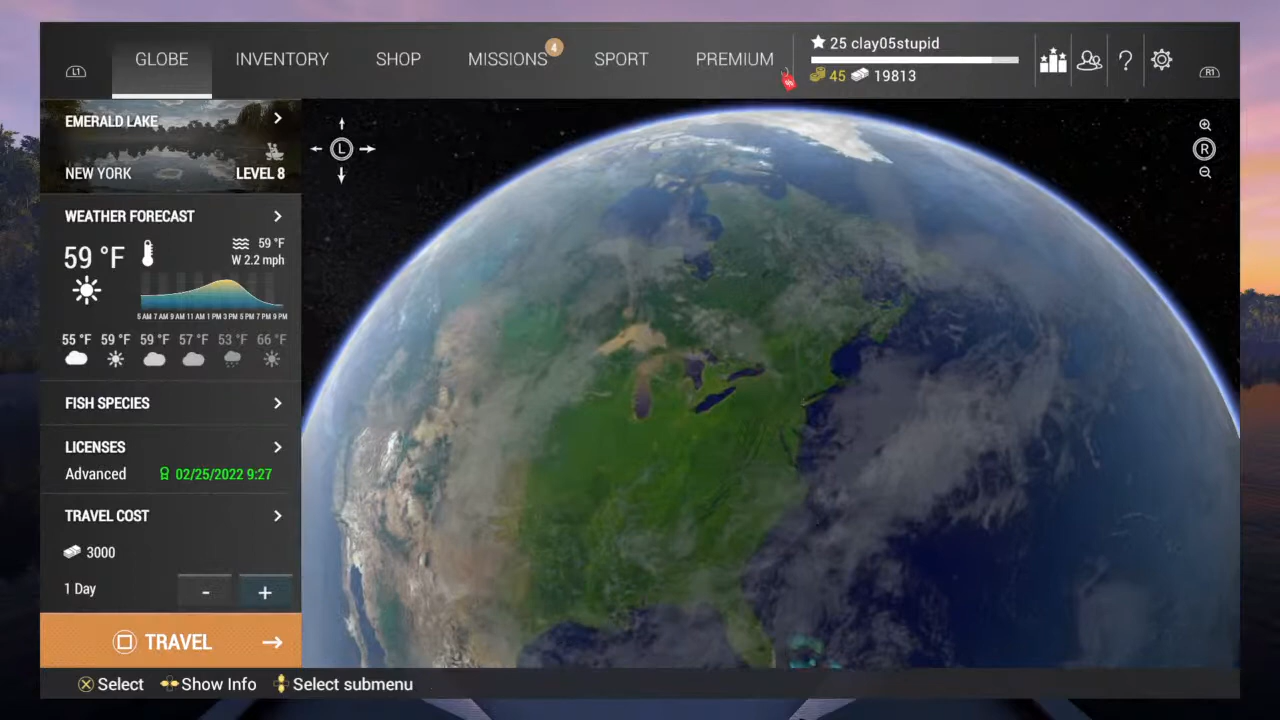 L1
GLOBE
INVENTORY
SHOP
MISSIONS
4
SPORT
PREMIUM
25 clay05stupid
45 19813
?
R1
EMERALD LAKE
NEW YORK LEVEL 8
WEATHER FORECAST
59 °F
59 °F
W 2.2 mph
5 AM 7 AM 9 AM 11 AM 1 PM 3 PM 5 PM 7 PM 9 PM
55 °F 59 °F 59 °F 57 °F 53 °F 66 °F
FISH SPECIES
LICENSES
Advanced 02/25/2022 9:27
TRAVEL COST
3000
1 Day - +
TRAVEL
L
R
Select Show Info Select submenu